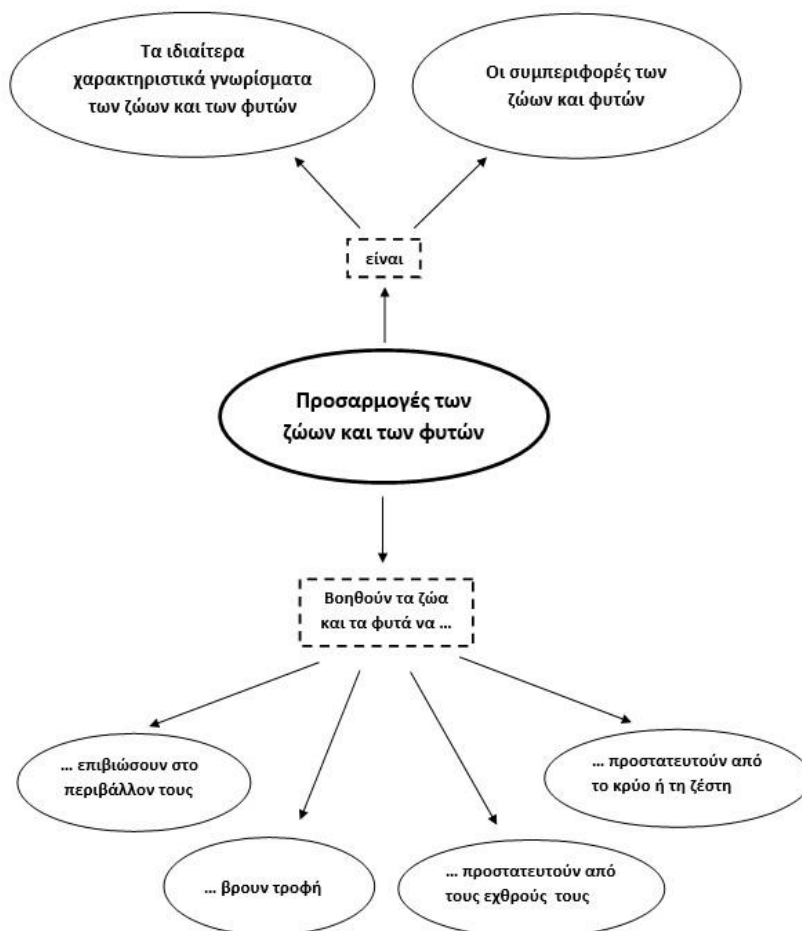 Τα ιδιαίτερα
χαρακτηριστικά γνωρίσματα
των ζώων και των φυτών
Οι συμπεριφορές των
ζώων και φυτών
είναι
Προσαρμογές των
ζώων και των φυτών
Βοηθούν τα ζώα
και τα φυτά να ...
... επιβιώσουν στο
περιβάλλον τους
... βρουν τροφή
... προστατευτούν από
τους εχθρούς τους
... προστατευτούν από
το κρύο ή τη ζέστη